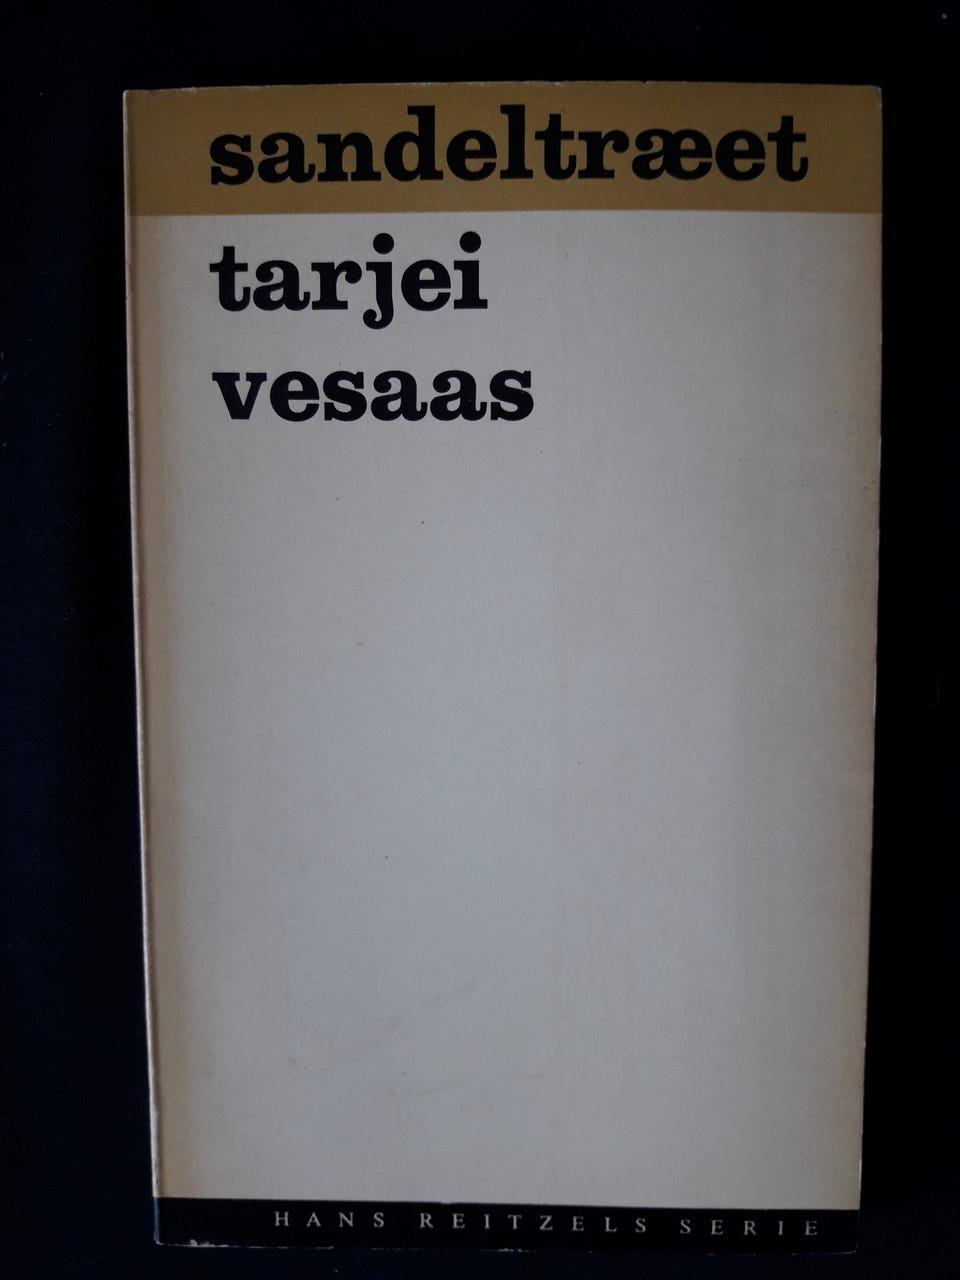 sandeltræet
tarjei
vesaas
HANS REITZELS SERIE